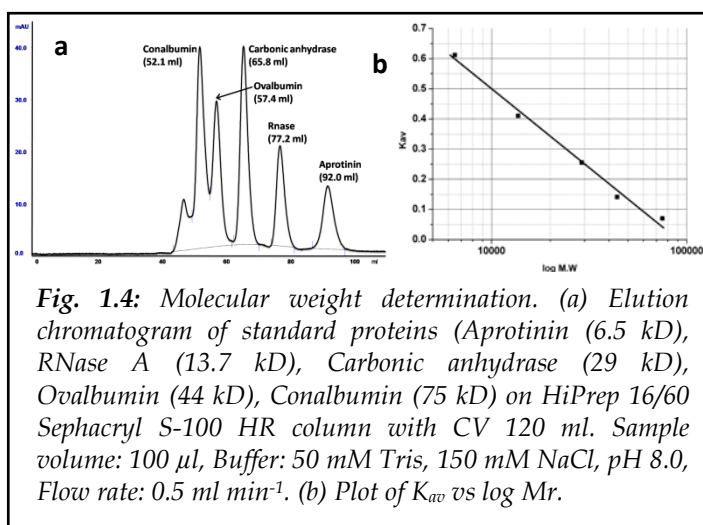 a
mAU
40.0
30.0
20.0
10.0
0.0
0
20
40
60
80
100
ml
Conalbumin
(52.1 ml)
Carbonic anhydrase
(65.8 ml)
Ovalbumin
(57.4 ml)
Rnase
(77.2 ml)
Aprotinin
(92.0 ml)
b
0.7
0.6
0.5
0.4
0.3
0.2
0.1
0.0
Kav
10000
100000
log M.W
Fig. 1.4: Molecular weight determination. (a) Elution
chromatogram of standard proteins (Aprotinin (6.5 kD),
RNase A (13.7 kD), Carbonic anhydrase (29 kD),
Ovalbumin (44 kD), Conalbumin (75 kD) on HiPrep 16/60
Sephacryl S-100 HR column with CV 120 ml. Sample
volume: 100 µl, Buffer: 50 mM Tris, 150 mM NaCl, pH 8.0,
Flow rate: 0.5 ml min-1. (b) Plot of Kav vs log Mr.